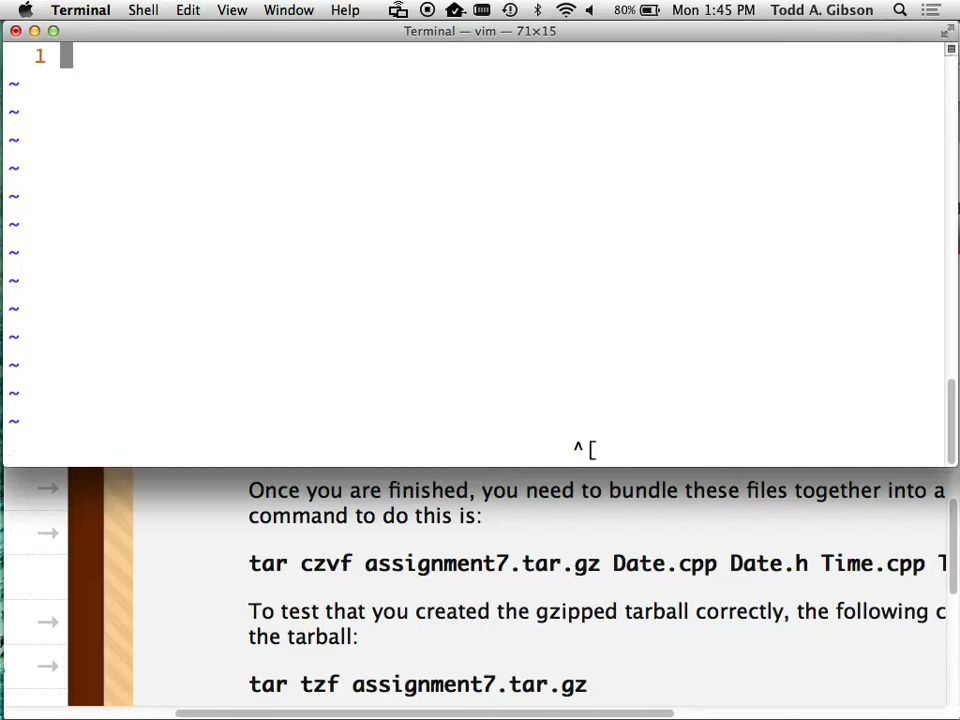 Terminal Shell Edit View Window Help 80% Mon 1:45 PM Todd A. Gibson
Terminal — vim — 71×15
1
~
~
~
~
~
~
~
~
~
~
~
~
~
^[
Once you are finished, you need to bundle these files together into a
command to do this is:
tar czvf assignment7.tar.gz Date.cpp Date.h Time.cpp T
To test that you created the gzipped tarball correctly, the following c
the tarball:
tar tzf assignment7.tar.gz